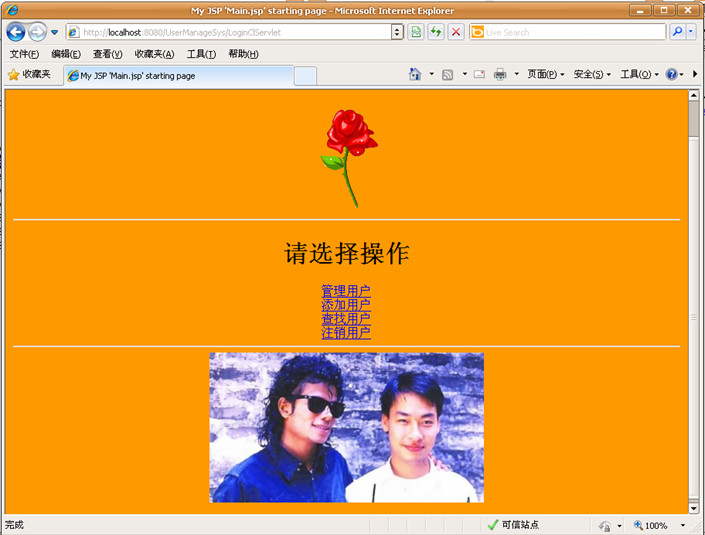 My JSP 'Main.jsp' starting page - Microsoft Internet Explorer
http://localhost:8080/UserManageSys/LoginClServlet
Live Search
文件(F) 编辑(E) 查看(V) 收藏夹(A) 工具(T) 帮助(H)
收藏夹 My JSP 'Main.jsp' starting page 页面(P) 安全(S) 工具(O)
请选择操作
管理用户
添加用户
查找用户
注销用户
完成 可信站点 100%